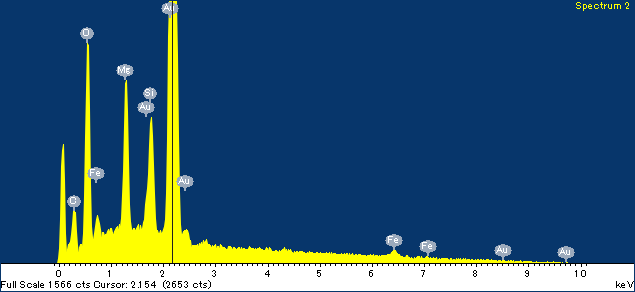 Spectrum 2
Au
O
Mg
Si
Au
Fe
Au
Fe
Fe
Au
Au
0 1 2 3 4 5 6 7 8 9 10
Full Scale 1566 cts Cursor: 2.154 (2653 cts) keV